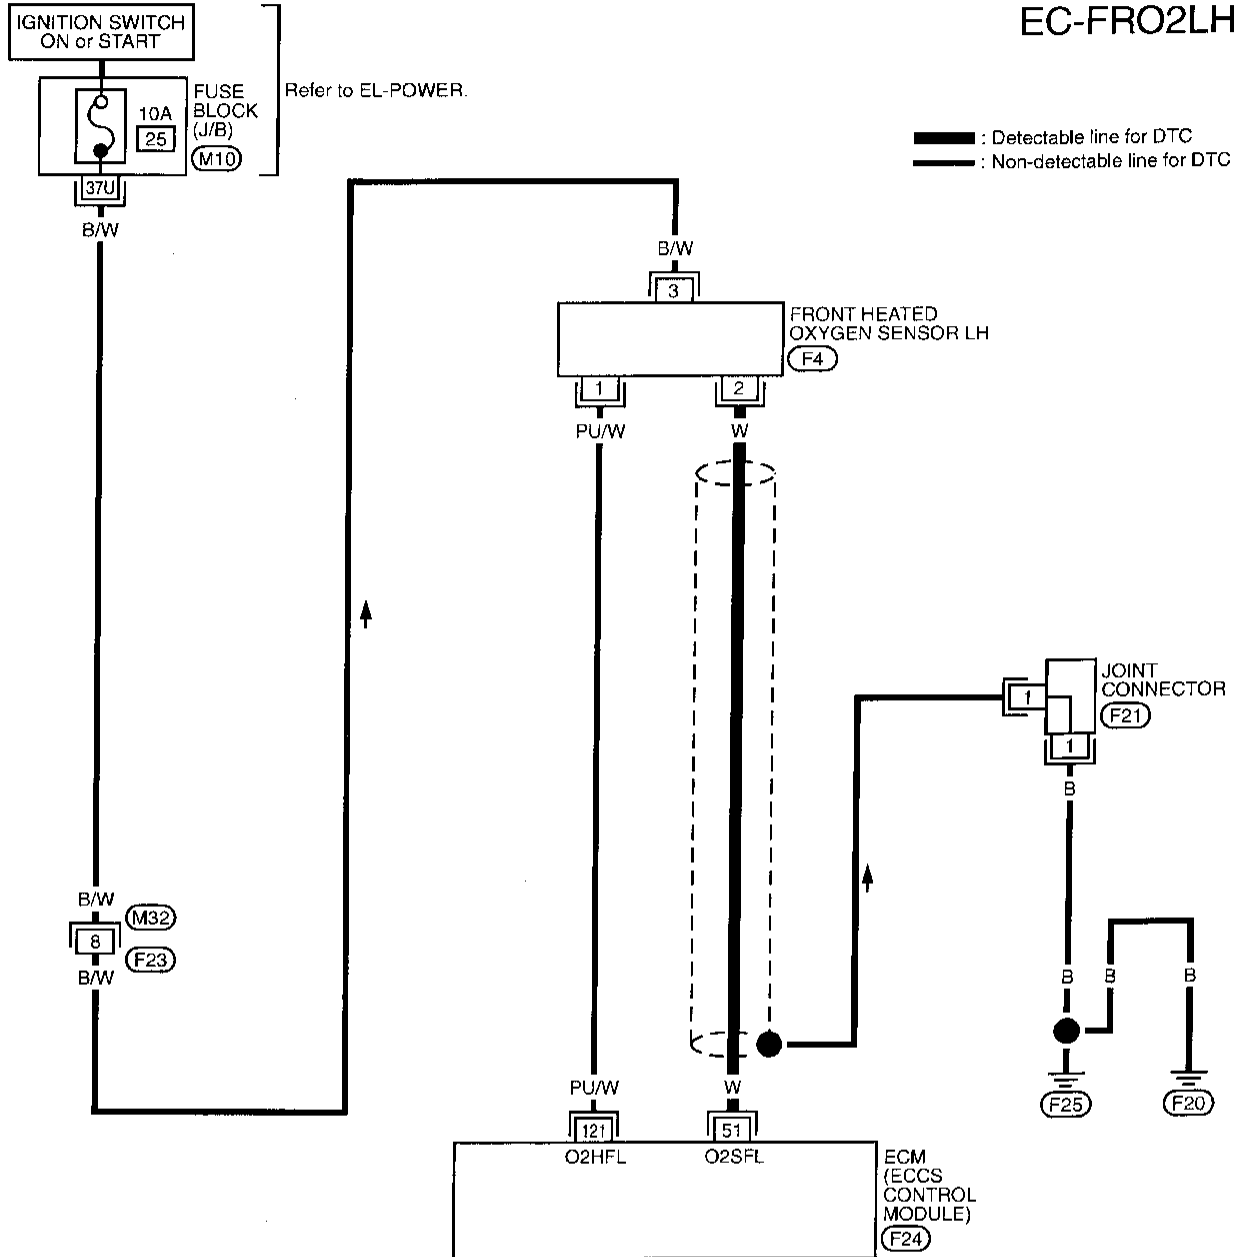 EC-FRO2LH
IGNITION SWITCH
ON or START
FUSE
BLOCK
(J/B)
M10
10A
25
37U
Refer to EL-POWER.
: Detectable line for DTC
: Non-detectable line for DTC
B/W
B/W
3
FRONT HEATED
OXYGEN SENSOR LH
F4
1
2
PU/W
W
1
JOINT
CONNECTOR
F21
1
B
B/W
M32
8
F23
B/W
B
B
B
F25
F20
PU/W
W
121
51
O2HFL
O2SFL
ECM
(ECCS
CONTROL
MODULE)
F24